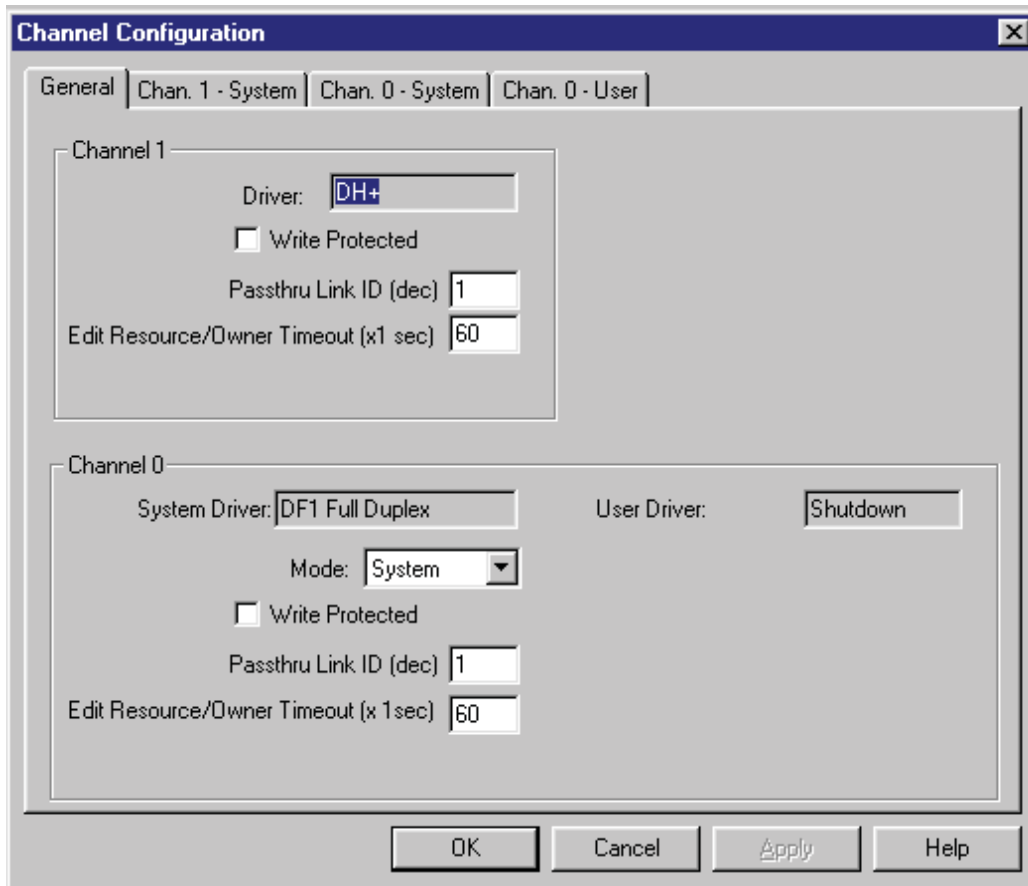 Channel Configuration
General
Chan. 1 - System
Chan. 0 - System
Chan. 0 - User
Channel 1
Driver: DH+
Write Protected
Passthru Link ID (dec) 1
Edit Resource/Owner Timeout (x1 sec) 60
Channel 0
System Driver: DF1 Full Duplex
User Driver: Shutdown
Mode: System
Write Protected
Passthru Link ID (dec) 1
Edit Resource/Owner Timeout (x 1sec) 60
OK
Cancel
Apply
Help